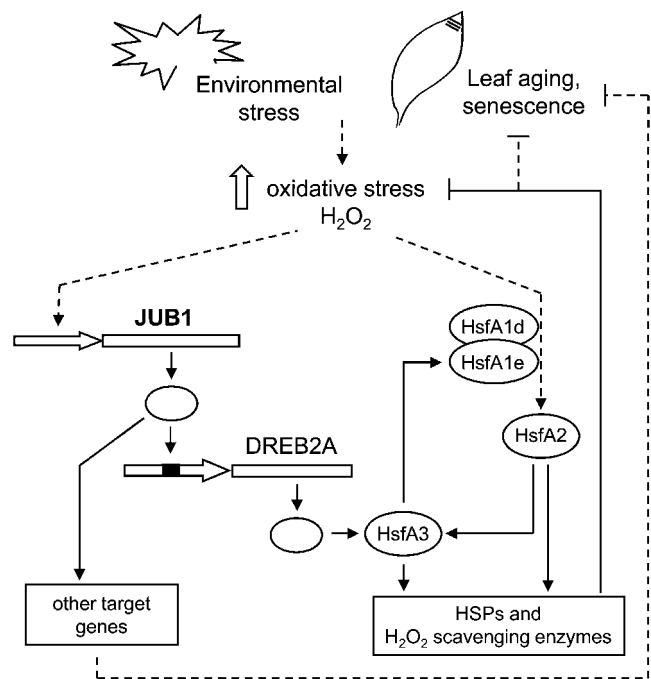 Environmental
stress
Leaf aging,
senescence
oxidative stress
H₂O₂
JUB1
HsfA1d
HsfA1e
HsfA2
DREB2A
HsfA3
other target
genes
HSPs and
H₂O₂ scavenging enzymes